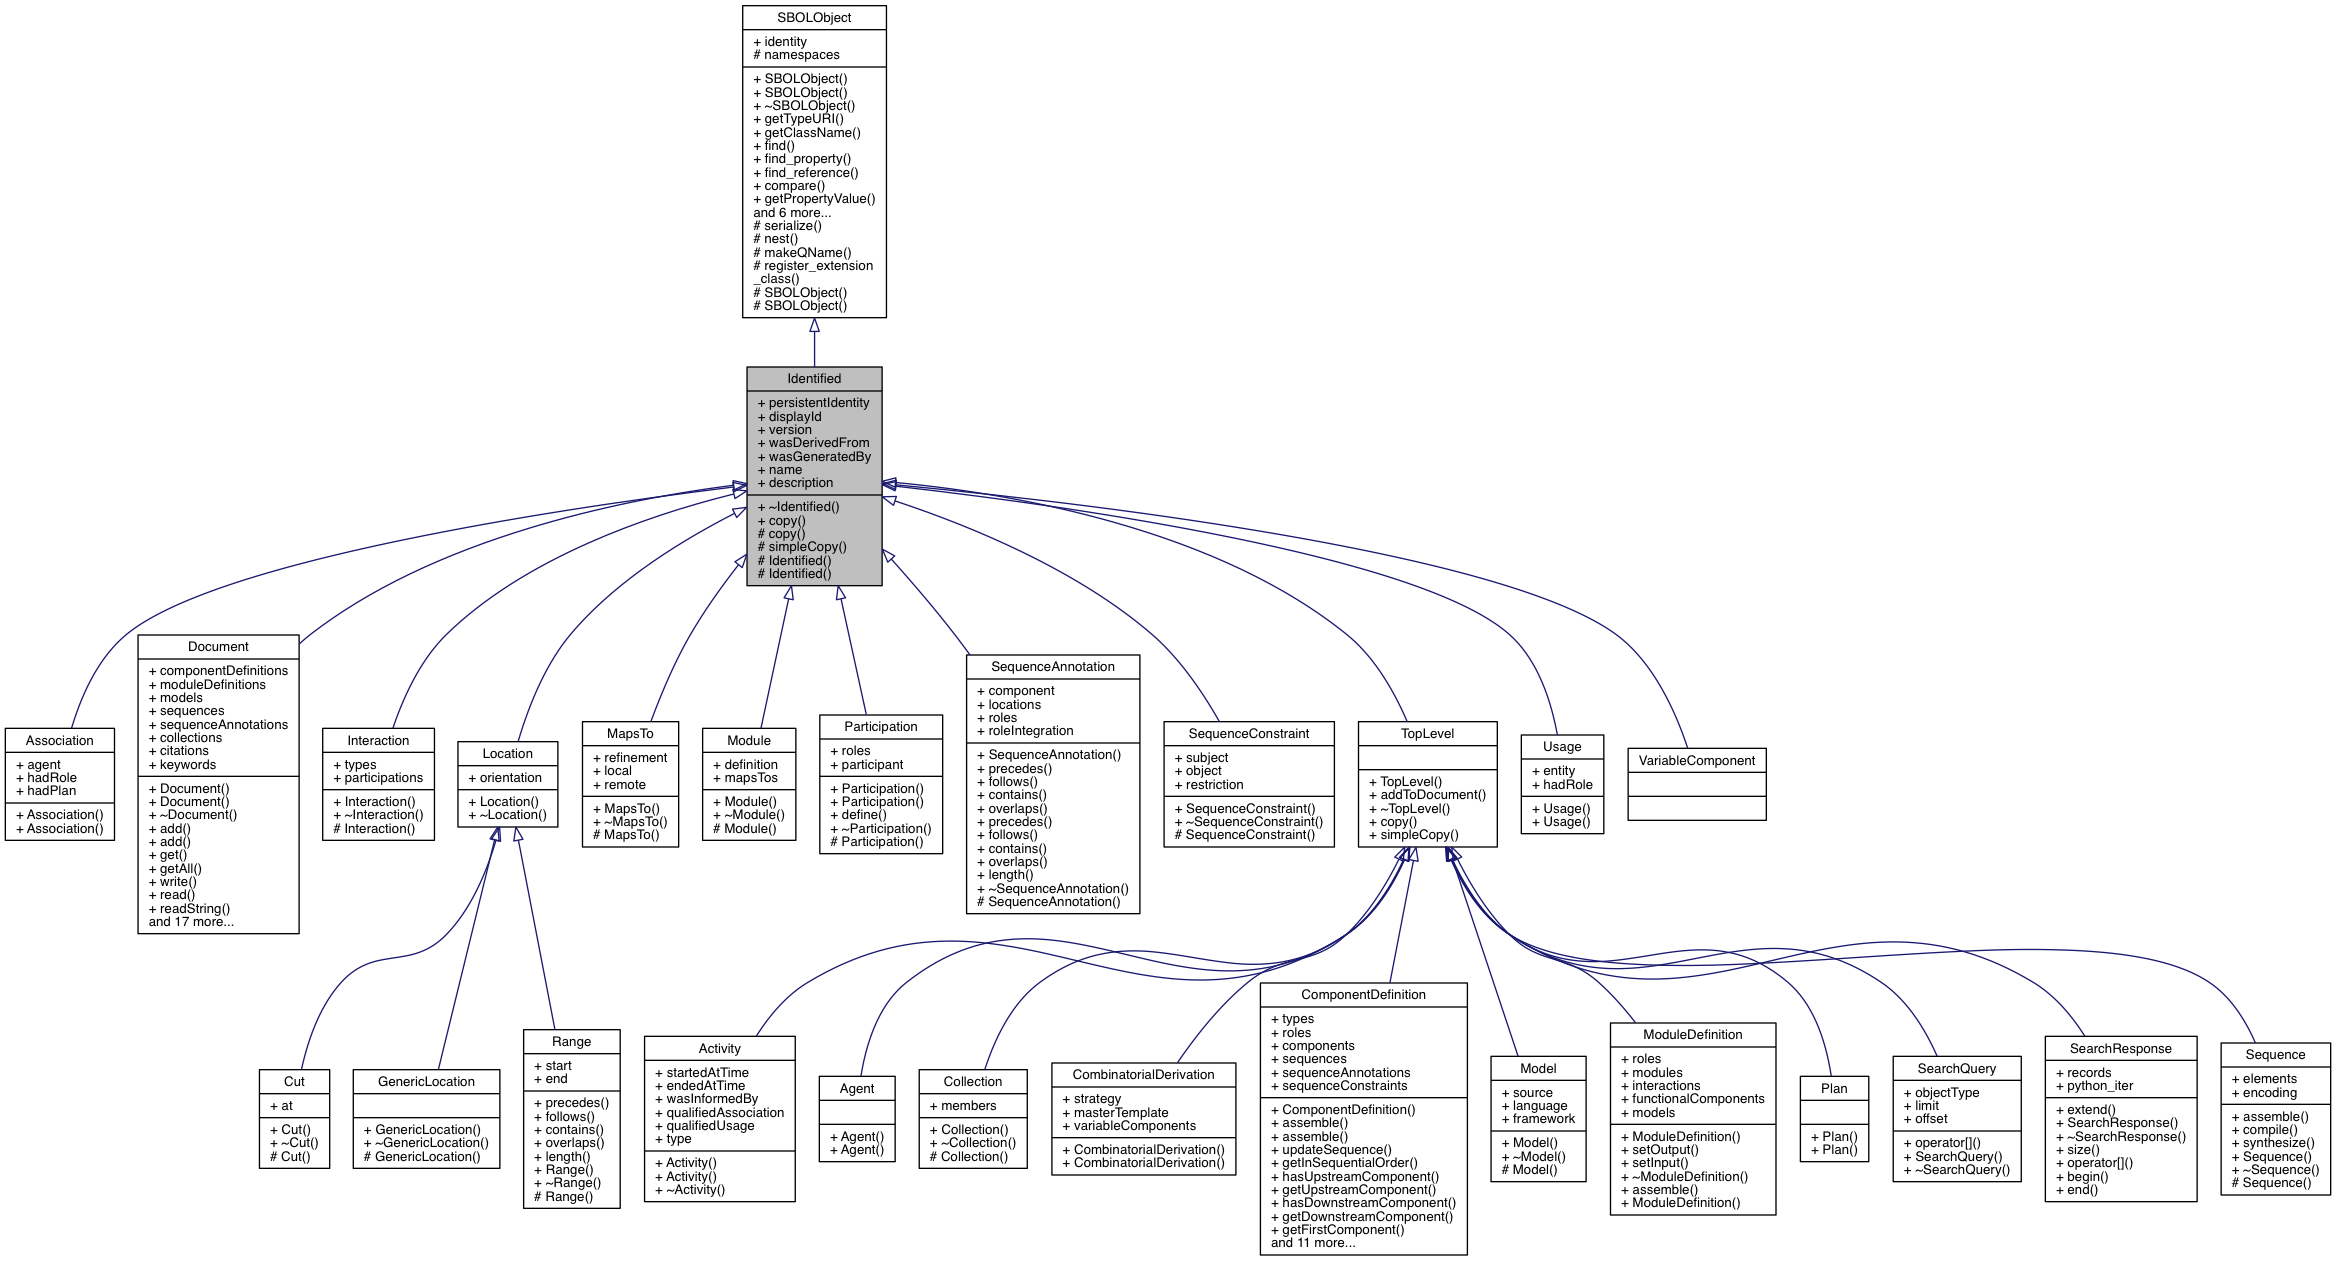 SBOLObject
+ identity
# namespaces
+ SBOLObject()
+ SBOLObject()
+ ~SBOLObject()
+ getTypeURI()
+ getClassName()
+ find()
+ find_property()
+ find_reference()
+ compare()
+ getPropertyValue()
and 6 more...
# serialize()
# nest()
# makeQName()
# register_extension
_class()
# SBOLObject()
# SBOLObject()
Identified
+ persistentIdentity
+ displayId
+ version
+ wasDerivedFrom
+ wasGeneratedBy
+ name
+ description
+ ~Identified()
+ copy()
# copy()
# simpleCopy()
# Identified()
# Identified()
Association
+ agent
+ hadRole
+ hadPlan
+ Association()
+ Association()
Document
+ componentDefinitions
+ moduleDefinitions
+ models
+ sequences
+ sequenceAnnotations
+ collections
+ citations
+ keywords
+ Document()
+ Document()
+ ~Document()
+ add()
+ add()
+ get()
+ getAll()
+ write()
+ read()
+ readString()
and 17 more...
Interaction
+ types
+ participations
+ Interaction()
+ ~Interaction()
# Interaction()
Location
+ orientation
+ Location()
+ ~Location()
MapsTo
+ refinement
+ local
+ remote
+ MapsTo()
+ ~MapsTo()
# MapsTo()
Module
+ definition
+ mapsTos
+ Module()
+ ~Module()
# Module()
Participation
+ roles
+ participant
+ Participation()
+ Participation()
+ define()
+ ~Participation()
# Participation()
SequenceAnnotation
+ component
+ locations
+ roles
+ roleIntegration
+ SequenceAnnotation()
+ precedes()
+ follows()
+ contains()
+ overlaps()
+ precedes()
+ follows()
+ contains()
+ overlaps()
+ length()
+ ~SequenceAnnotation()
# SequenceAnnotation()
SequenceConstraint
+ subject
+ object
+ restriction
+ SequenceConstraint()
+ ~SequenceConstraint()
# SequenceConstraint()
TopLevel
+ TopLevel()
+ addToDocument()
+ ~TopLevel()
+ copy()
+ simpleCopy()
Usage
+ entity
+ hadRole
+ Usage()
+ Usage()
VariableComponent
Cut
+ at
+ Cut()
+ ~Cut()
# Cut()
GenericLocation
+ GenericLocation()
+ ~GenericLocation()
# GenericLocation()
Range
+ start
+ end
+ precedes()
+ follows()
+ contains()
+ overlaps()
+ length()
+ Range()
+ ~Range()
# Range()
Activity
+ startedAtTime
+ endedAtTime
+ wasInformedBy
+ qualifiedAssociation
+ qualifiedUsage
+ type
+ Activity()
+ Activity()
+ ~Activity()
Agent
+ Agent()
+ Agent()
Collection
+ members
+ Collection()
+ ~Collection()
# Collection()
CombinatorialDerivation
+ strategy
+ masterTemplate
+ variableComponents
+ CombinatorialDerivation()
+ CombinatorialDerivation()
ComponentDefinition
+ types
+ roles
+ components
+ sequences
+ sequenceAnnotations
+ sequenceConstraints
+ ComponentDefinition()
+ assemble()
+ assemble()
+ updateSequence()
+ getInSequentialOrder()
+ hasUpstreamComponent()
+ getUpstreamComponent()
+ hasDownstreamComponent()
+ getDownstreamComponent()
+ getFirstComponent()
and 11 more...
Model
+ source
+ language
+ framework
+ Model()
+ ~Model()
# Model()
ModuleDefinition
+ roles
+ modules
+ interactions
+ functionalComponents
+ models
+ ModuleDefinition()
+ setOutput()
+ setInput()
+ ~ModuleDefinition()
+ assemble()
+ ModuleDefinition()
Plan
+ Plan()
+ Plan()
SearchQuery
+ objectType
+ limit
+ offset
+ operator[]()
+ SearchQuery()
+ ~SearchQuery()
SearchResponse
+ records
+ python_iter
+ extend()
+ SearchResponse()
+ ~SearchResponse()
+ size()
+ operator[]()
+ begin()
+ end()
Sequence
+ elements
+ encoding
+ assemble()
+ compile()
+ synthesize()
+ Sequence()
+ ~Sequence()
# Sequence()